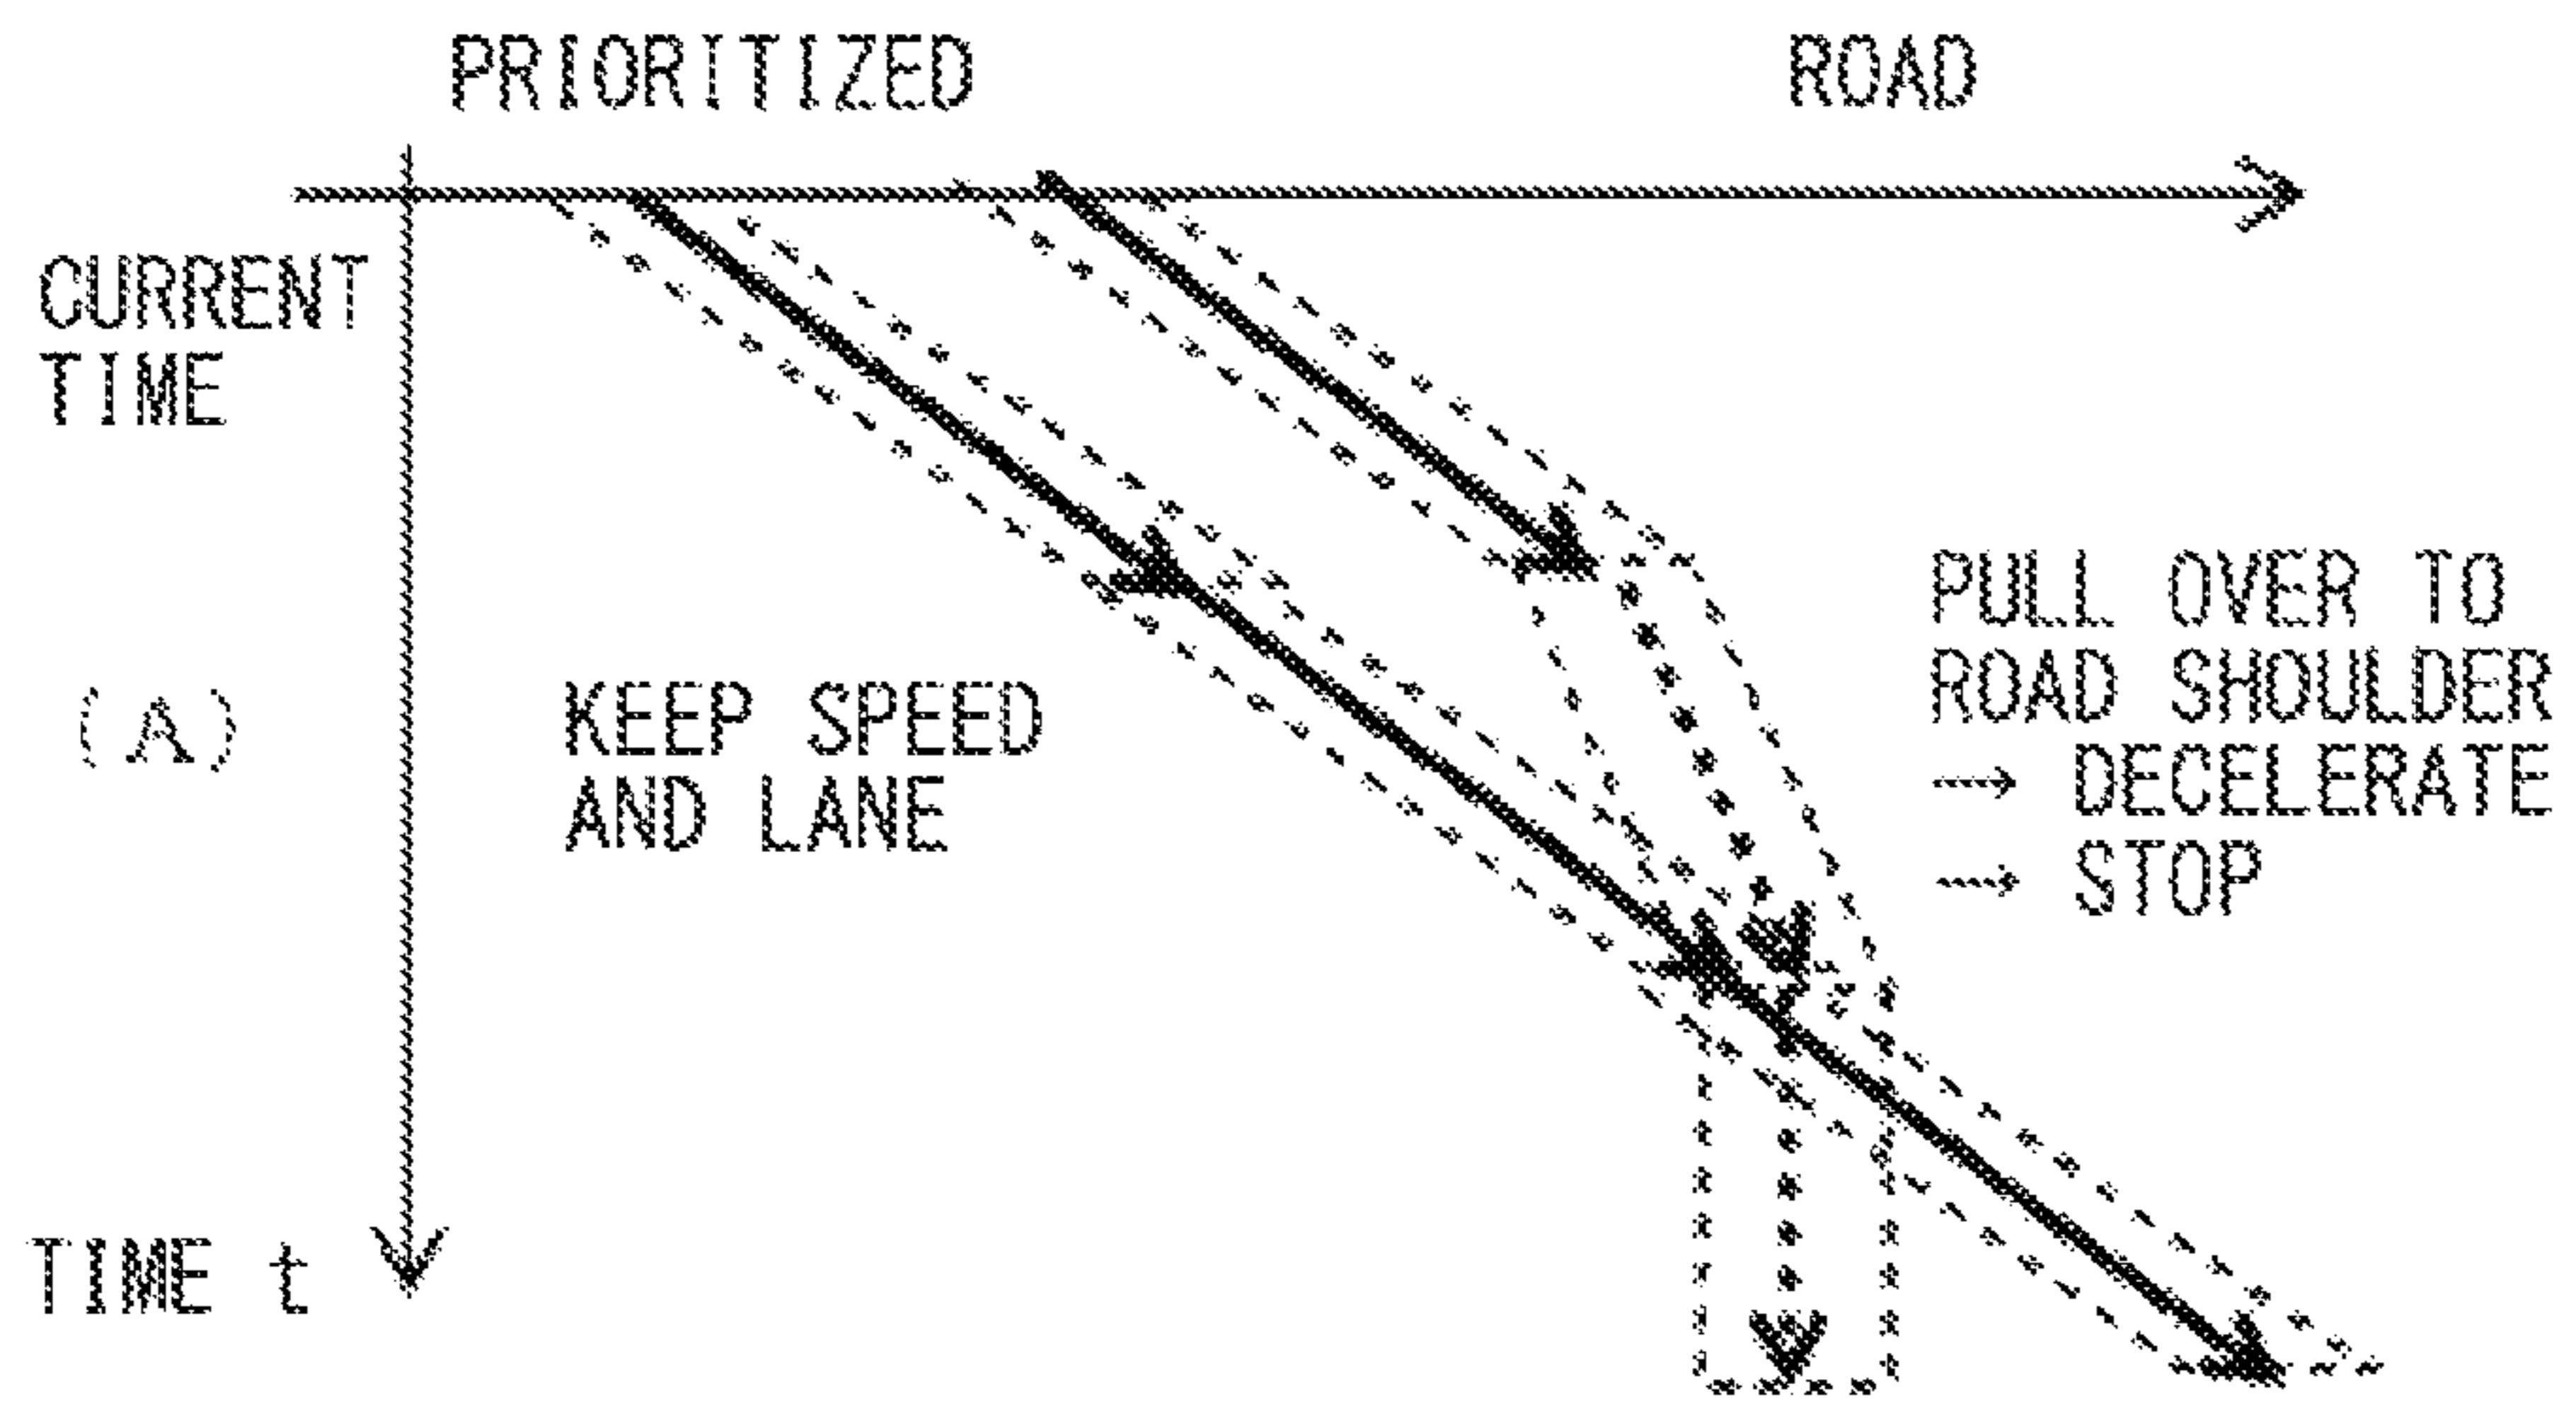 PRIORITIZED ROAD
CURRENT
TIME
(A)
KEEP SPEED
AND LANE
PULL OVER TO
ROAD SHOULDER
→ DECELERATE
→ STOP
TIME t